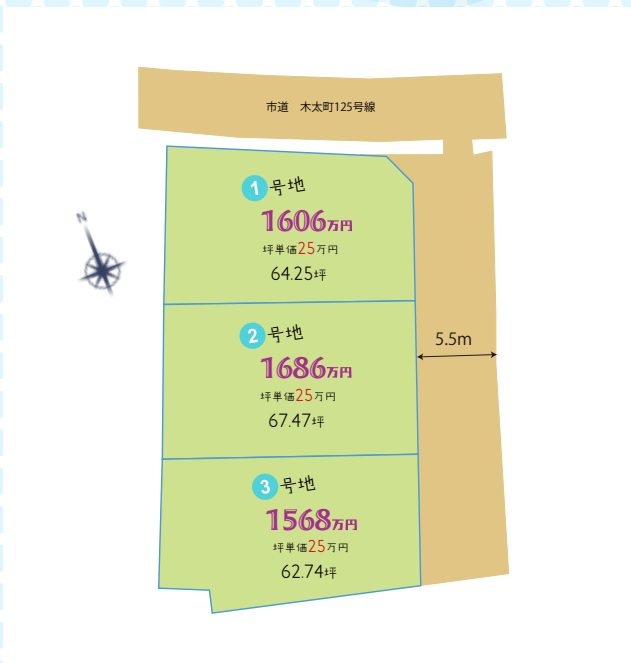 市道　木太町125号線
N
1号地
1606万円
坪単価25万円
64.25坪
2号地
1686万円
坪単価25万円
67.47坪
5.5m
3号地
1568万円
坪単価25万円
62.74坪